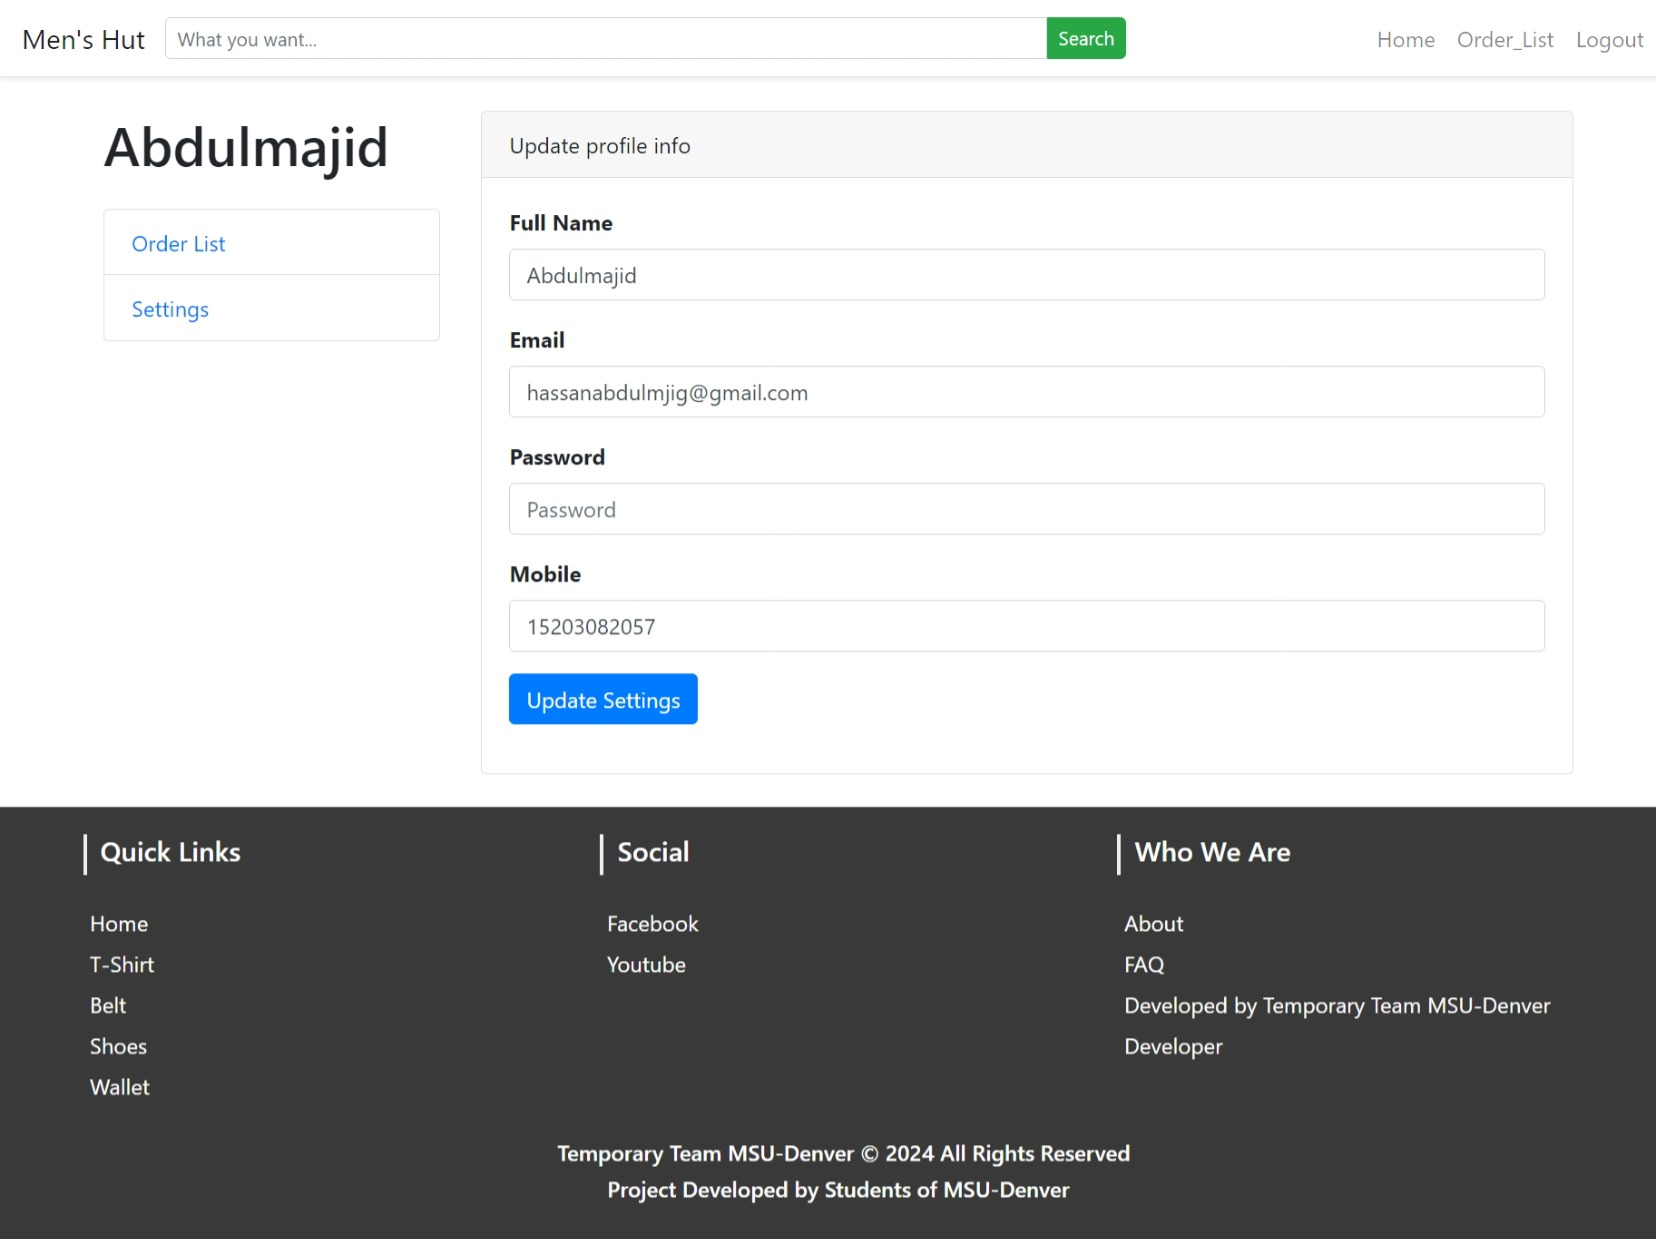 Men's Hut
What you want...
Search
Home
Order_List
Logout
Abdulmajid
Order List
Settings
Update profile info
Full Name
Abdulmajid
Email
hassanabdulmjig@gmail.com
Password
Password
Mobile
15203082057
Update Settings
Quick Links
Home
T-Shirt
Belt
Shoes
Wallet
Social
Facebook
Youtube
Who We Are
About
FAQ
Developed by Temporary Team MSU-Denver
Developer
Temporary Team MSU-Denver © 2024 All Rights Reserved
Project Developed by Students of MSU-Denver